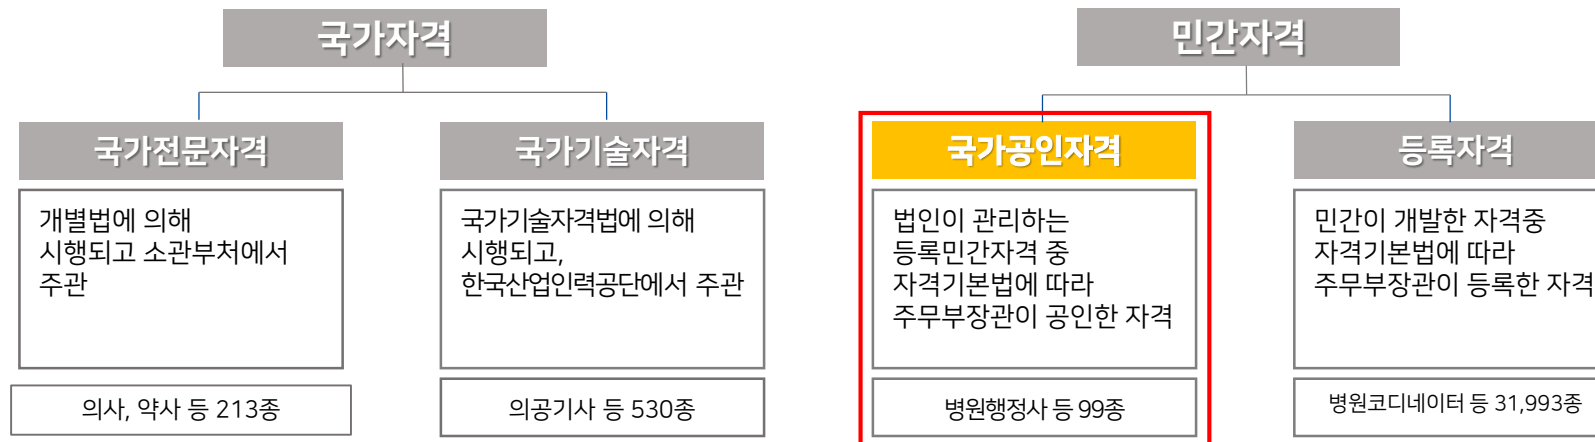 국가자격
민간자격
국가전문자격
개별법에 의해
시행되고 소관부처에서
주관
의사, 약사 등 213종
국가기술자격
국가기술자격법에 의해
시행되고,
한국산업인력공단에서 주관
의공기사 등 530종
국가공인자격
법인이 관리하는
등록민간자격 중
자격기본법에 따라
주무부장관이 공인한 자격
병원행정사 등 99종
등록자격
민간이 개발한 자격중
자격기본법에 따라
주무부장관이 등록한 자격
병원코디네이터 등 31,993종